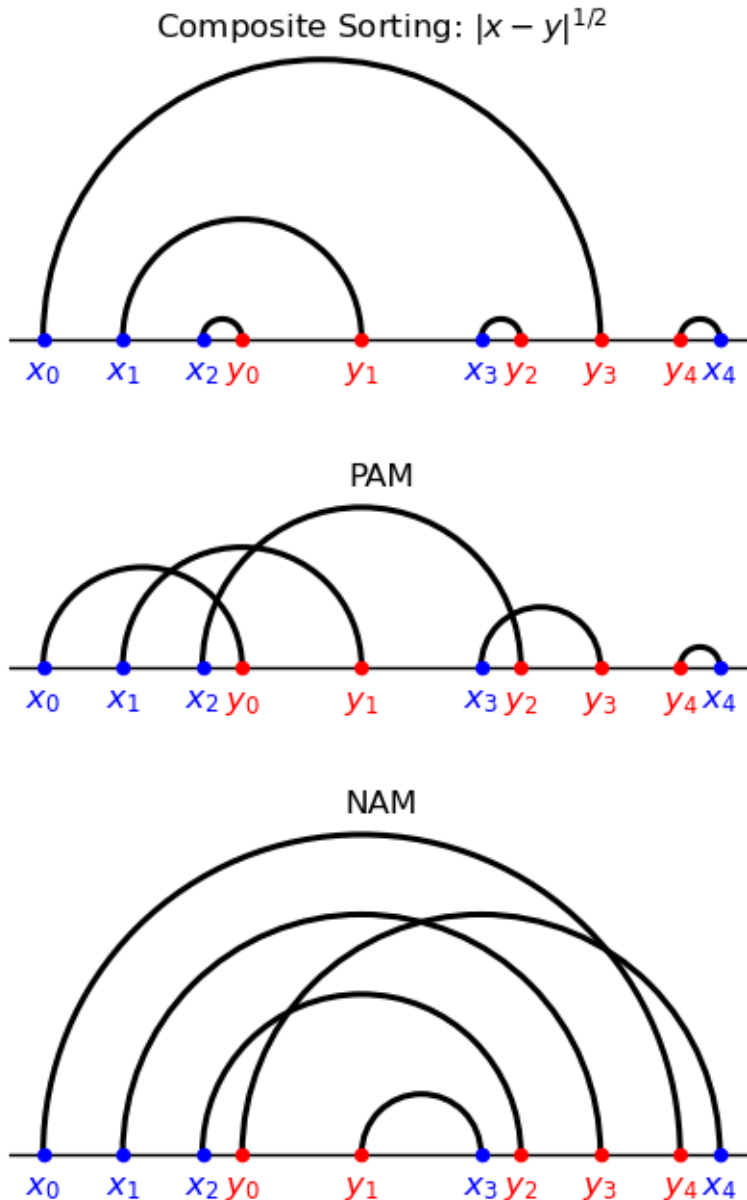 Composite Sorting: |x − y|^{1/2}
x₀ x₁ x₂ y₀ y₁ x₃ y₂ y₃ y₄ x₄
PAM
x₀ x₁ x₂ y₀ y₁ x₃ y₂ y₃ y₄ x₄
NAM
x₀ x₁ x₂ y₀ y₁ x₃ y₂ y₃ y₄ x₄